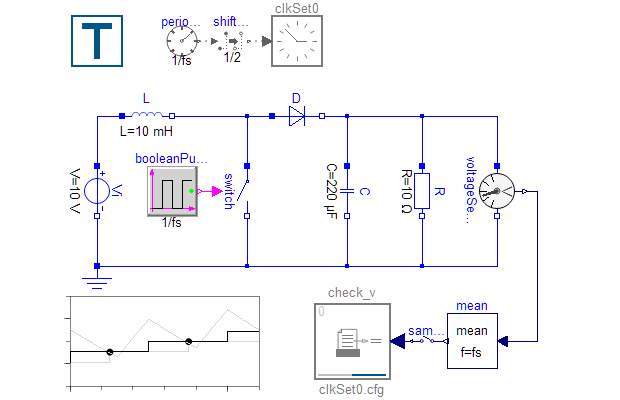 clkSet0
perio... shift...
T
1/fs
1/2
L
D
L=10 mH
booleanPu...
V=10 V
Vi
switch
C=220 µF
C
R=10 Ω
R
voltageSe...
V
1/fs
check_v
mean
0
sam...
mean
f=fs
clkSet0.cfg